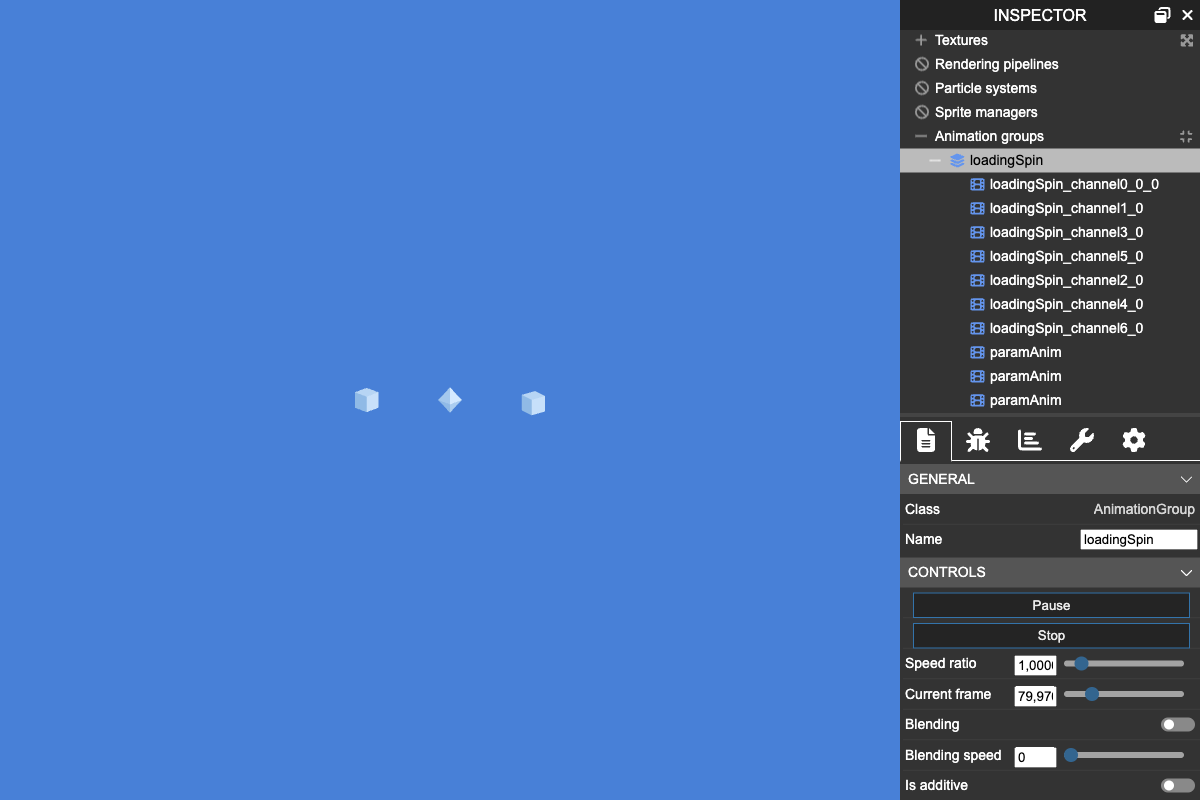 INSPECTOR
Textures
Rendering pipelines
Particle systems
Sprite managers
Animation groups
loadingSpin
loadingSpin_channel0_0_0
loadingSpin_channel1_0
loadingSpin_channel3_0
loadingSpin_channel5_0
loadingSpin_channel2_0
loadingSpin_channel4_0
loadingSpin_channel6_0
paramAnim
paramAnim
paramAnim
GENERAL
Class AnimationGroup
Name loadingSpin
CONTROLS
Pause
Stop
Speed ratio 1,000
Current frame 79,97
Blending
Blending speed 0
Is additive